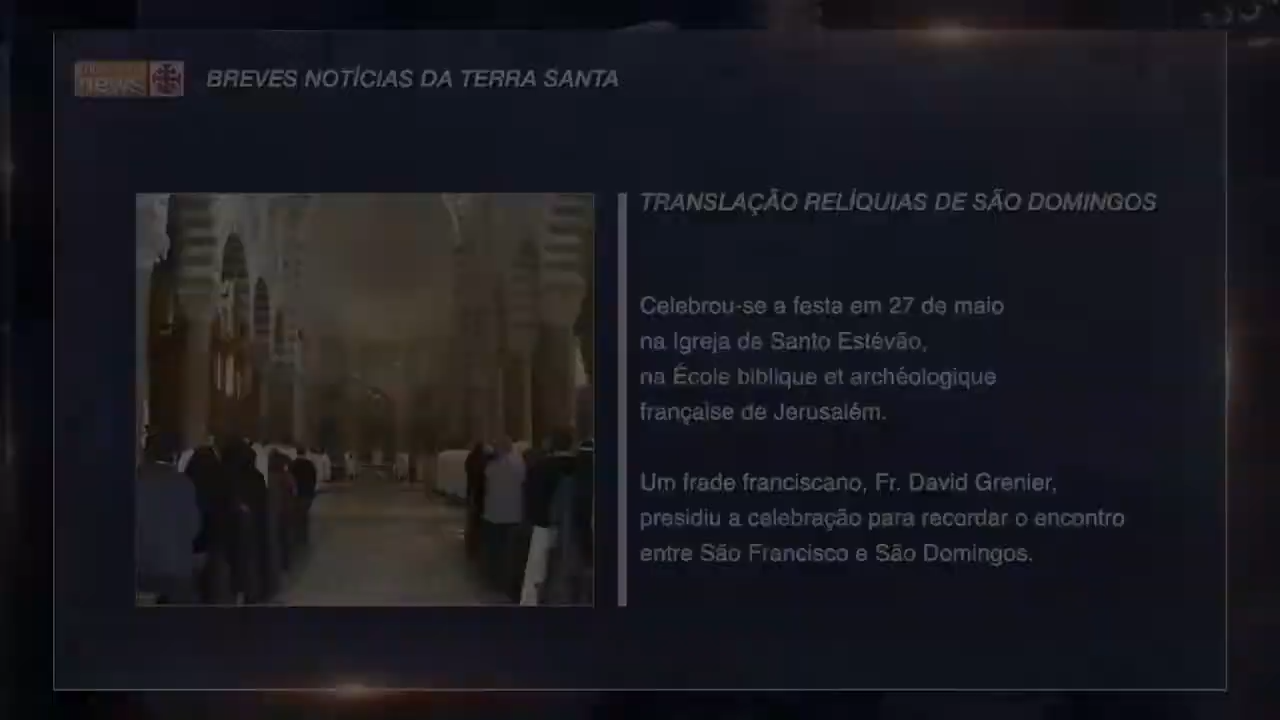 news
BREVES NOTÍCIAS DA TERRA SANTA
TRANSLAÇÃO RELÍQUIAS DE SÃO DOMINGOS
Celebrou-se a festa em 27 de maio
na Igreja de Santo Estévão,
na École biblique et archéologique
française de Jerusalém.
Um frade franciscano, Fr. David Grenier,
presidiu a celebração para recordar o encontro
entre São Francisco e São Domingos.